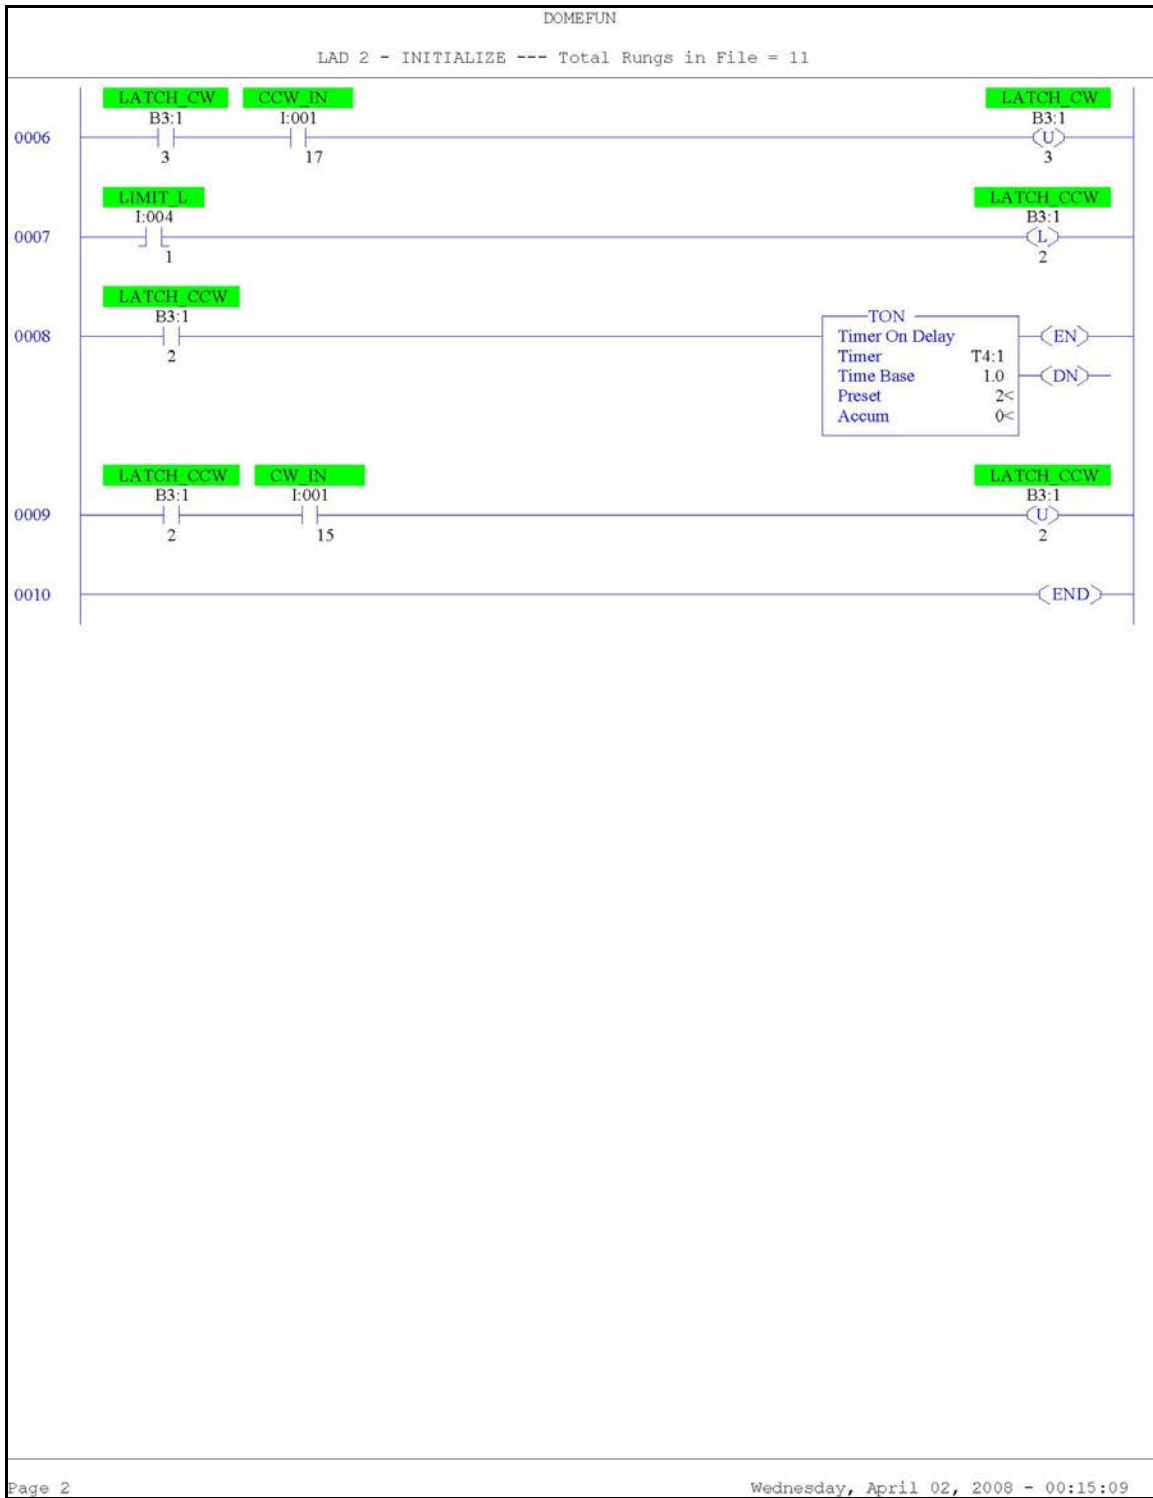 DOMEFUN
LAD 2 - INITIALIZE --- Total Rungs in File = 11
LATCH_CW CCW_IN LATCH_CW
B3:1 I:001 B3:1
0006 U
3 17 3
LIMIT_L LATCH_CCW
I:004 B3:1
0007 L
1 2
LATCH_CCW
B3:1 TON
0008 Timer On Delay EN
2 Timer T4:1
Time Base 1.0 DN
Preset 2<
Accum 0<
LATCH_CCW CW_IN LATCH_CCW
B3:1 I:001 B3:1
0009 U
2 15 2
0010 END
Page 2 Wednesday, April 02, 2008 - 00:15:09